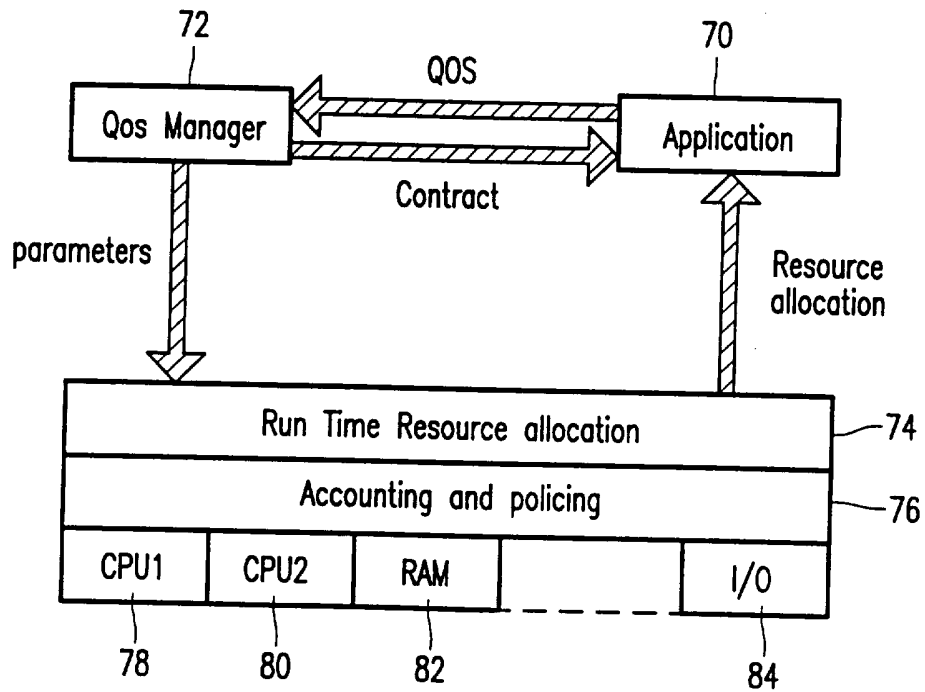 72
70
QOS
Qos Manager
Application
Contract
parameters
Resource
allocation
Run Time Resource allocation
74
Accounting and policing
76
CPU1
CPU2
RAM
I/O
78
80
82
84